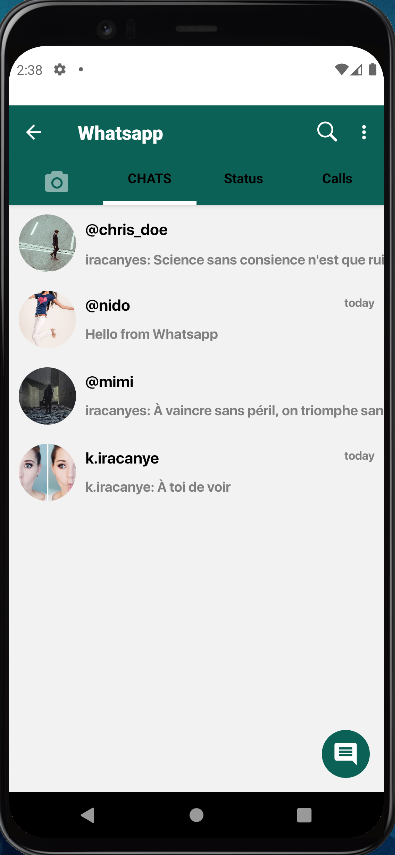 2:38
Whatsapp
CHATS Status Calls
@chris_doe
iracanyes: Science sans consience n'est que rui
@nido today
Hello from Whatsapp
@mimi
iracanyes: À vaincre sans péril, on triomphe san
k.iracanye today
k.iracanye: À toi de voir